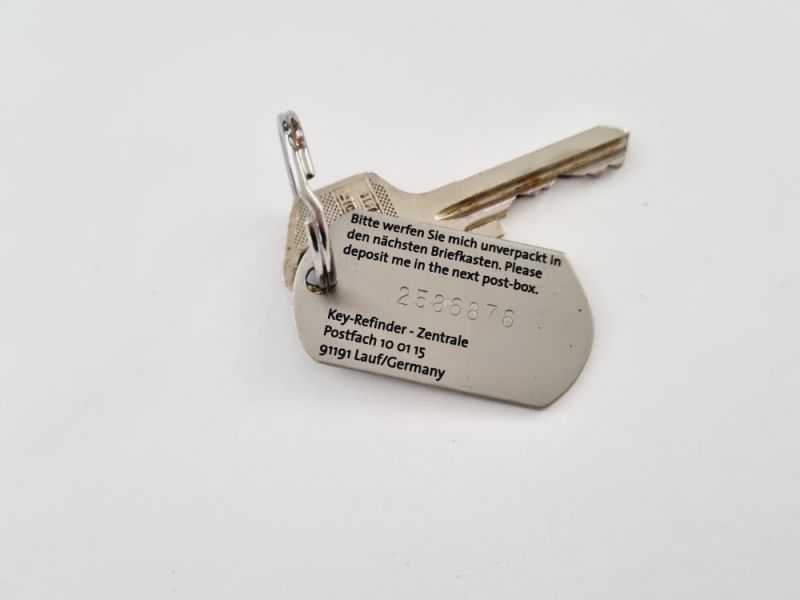 Bitte werfen Sie mich unverpackt in
den nächsten Briefkasten. Please
deposit me in the next post-box.
2586876
Key-Refinder - Zentrale
Postfach 10 01 15
91191 Lauf/Germany